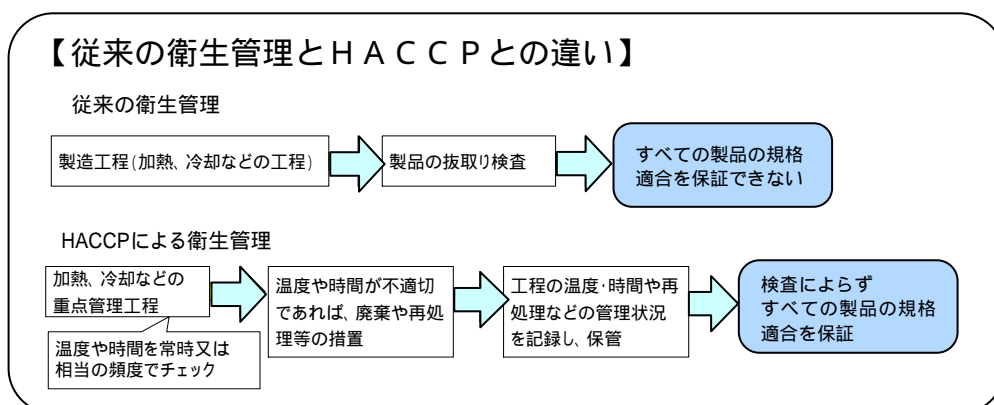 【従来の衛生管理とＨＡＣＣＰとの違い】
従来の衛生管理
製造工程(加熱、冷却などの工程)
製品の抜取り検査
すべての製品の規格
適合を保証できない
HACCPによる衛生管理
加熱、冷却などの
重点管理工程
温度や時間を常時又は
相当の頻度でチェック
温度や時間が不適切
であれば、廃棄や再処
理等の措置
工程の温度･時間や再
処理などの管理状況
を記録し、保管
検査によらず
すべての製品の規格
適合を保証